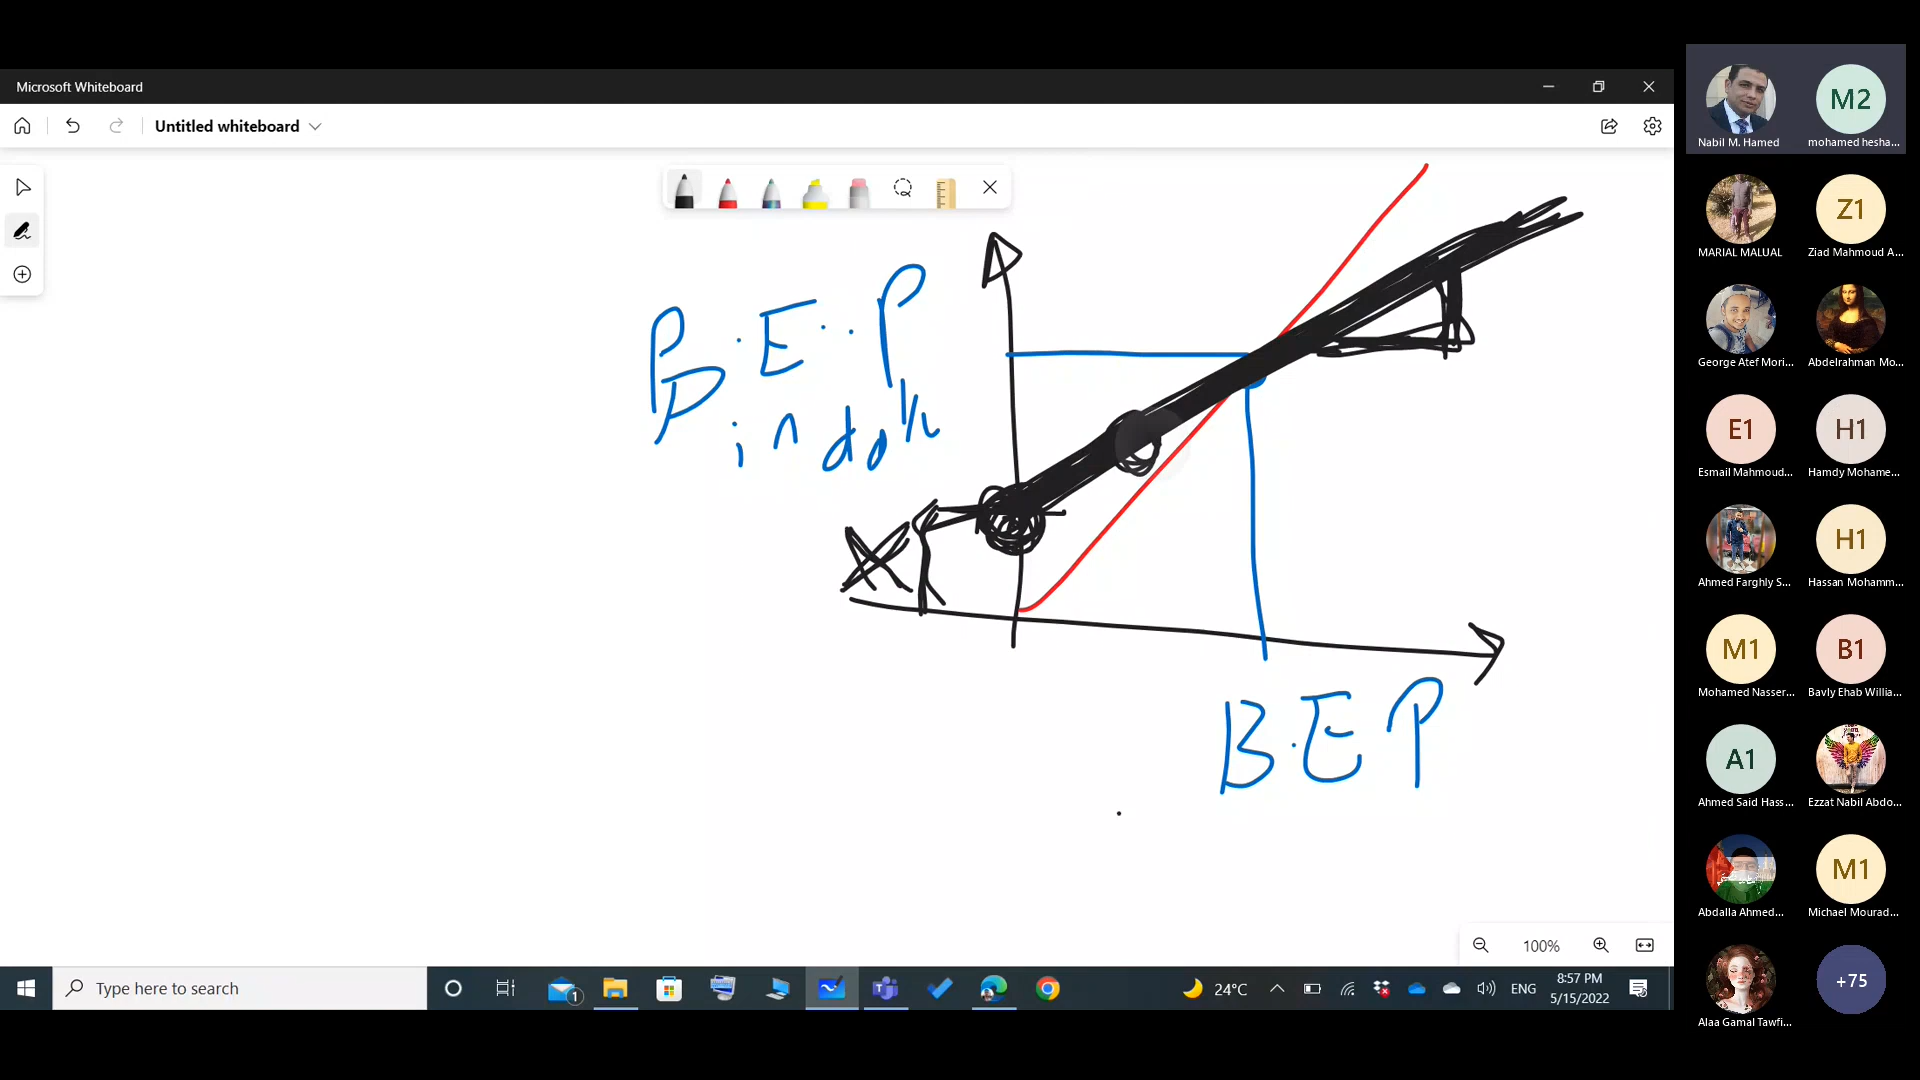 Microsoft Whiteboard
Untitled whiteboard
B.E.P
in
B.E P
100%
Type here to search
1
24°C
ENG
8:57 PM
5/15/2022
Nabil M. Hamed
M2
mohamed hesha...
MARIAL MALUAL
Z1
Ziad Mahmoud A...
George Atef Mori...
Abdelrahman Mo...
E1
Esmail Mahmoud...
H1
Hamdy Mohame...
Ahmed Farghly S...
H1
Hassan Mohamm...
M1
Mohamed Nasser...
B1
Bavly Ehab Willia...
A1
Ahmed Said Hass...
Ezzat Nabil Abdo...
Abdalla Ahmed...
M1
Michael Mourad...
Alaa Gamal Tawfi...
+75